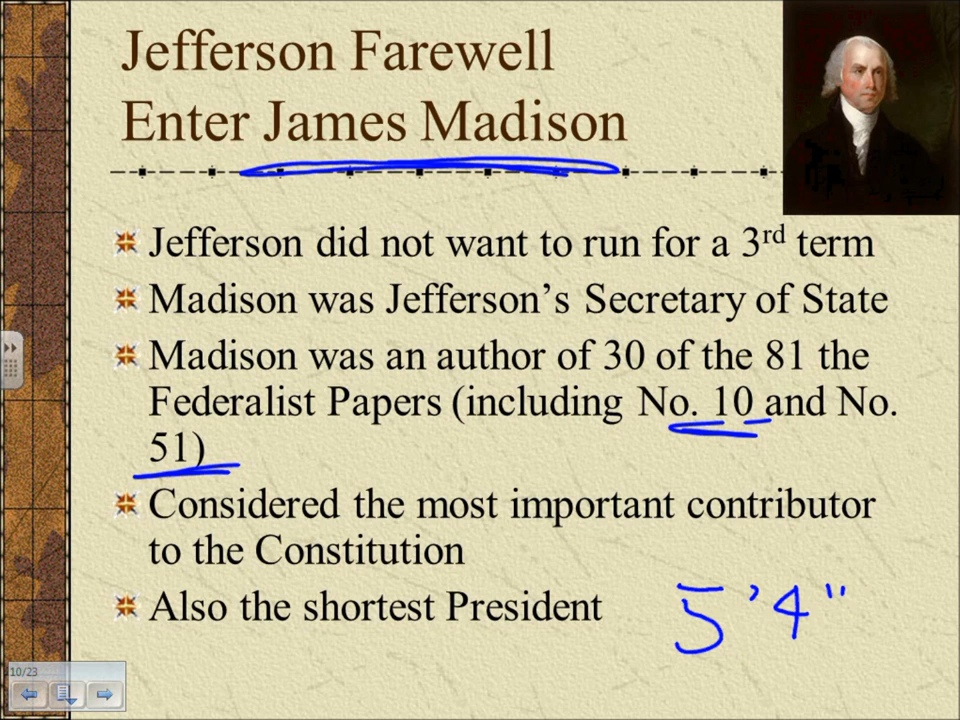 Jefferson Farewell
Enter James Madison
Jefferson did not want to run for a 3rd term
Madison was Jefferson’s Secretary of State
Madison was an author of 30 of the 81 the
Federalist Papers (including No. 10 and No.
51)
Considered the most important contributor
to the Constitution
Also the shortest President 5'4"
10/23